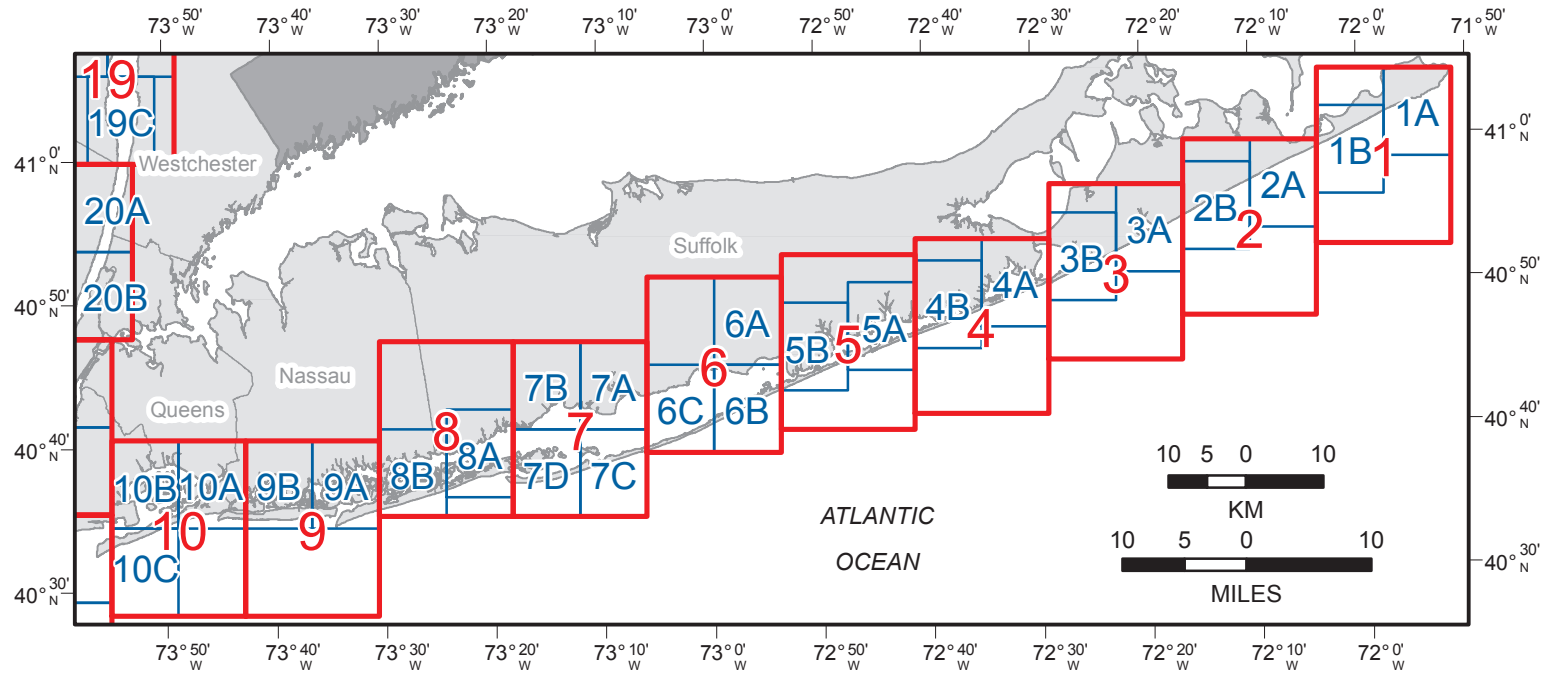 73° 50' W 73° 40' W 73° 30' W 73° 20' W 73° 10' W 73° 0' W 72° 50' W 72° 40' W 72° 30' W 72° 20' W 72° 10' W 72° 0' W 71° 50' W
19
19C
1A
1B
1
41° 0' N
41° 0' N
Westchester
20A
2A
2B
2
3A
3B
3
Suffolk
20B
40° 50' N
40° 50' N
4A
4B
4
6A
6
5A
5B
5
Nassau
7B
7A
6C
6B
Queens
8
7
40° 40' N
40° 40' N
8A
8B
7D
7C
10B
10A
9B
9A
10
9
10C
10 5 0 10
KM
ATLANTIC
OCEAN
10 5 0 10
MILES
40° 30' N
40° 30' N
73° 50' W 73° 40' W 73° 30' W 73° 20' W 73° 10' W 73° 0' W 72° 50' W 72° 40' W 72° 30' W 72° 20' W 72° 10' W 72° 0' W